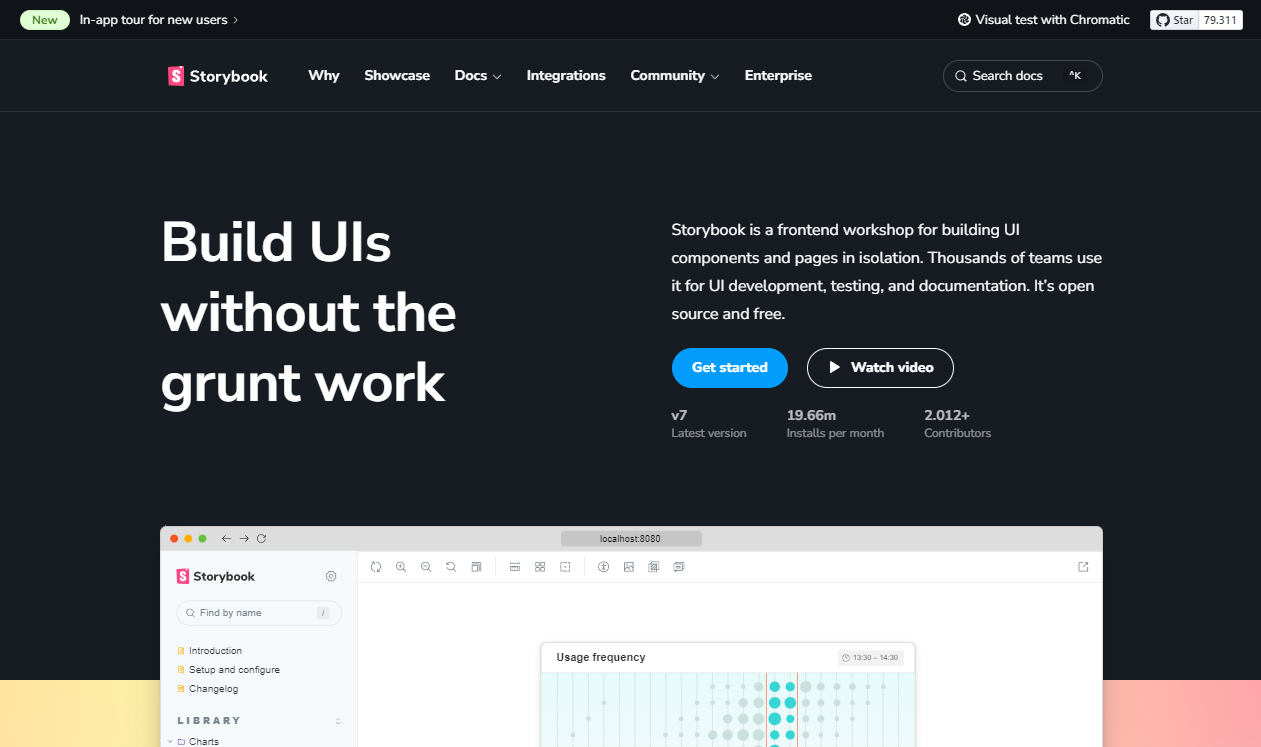 New In-app tour for new users
Visual test with Chromatic
Star 79.311
Storybook
Why
Showcase
Docs
Integrations
Community
Enterprise
Search docs ^K
Build UIs
without the
grunt work
Storybook is a frontend workshop for building UI
components and pages in isolation. Thousands of teams use
it for UI development, testing, and documentation. It’s open
source and free.
Get started
Watch video
v7
Latest version
19.66m
Installs per month
2.012+
Contributors
localhost:8080
Storybook
Find by name /
Introduction
Setup and configure
Changelog
LIBRARY
Charts
Usage frequency
13:30 – 14:30